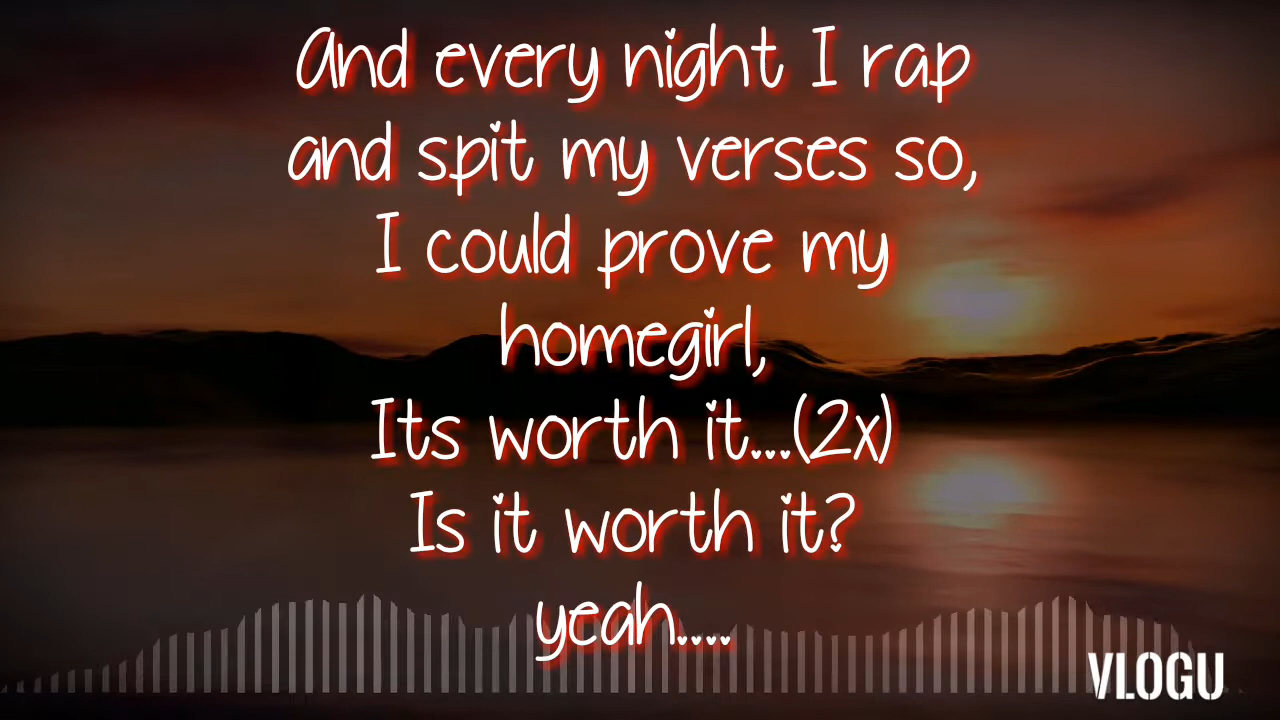 And every night I rap
and spit my verses so,
I could prove my
homegirl,
Its worth it...(2x)
Is it worth it?
yeah....
VLOGU